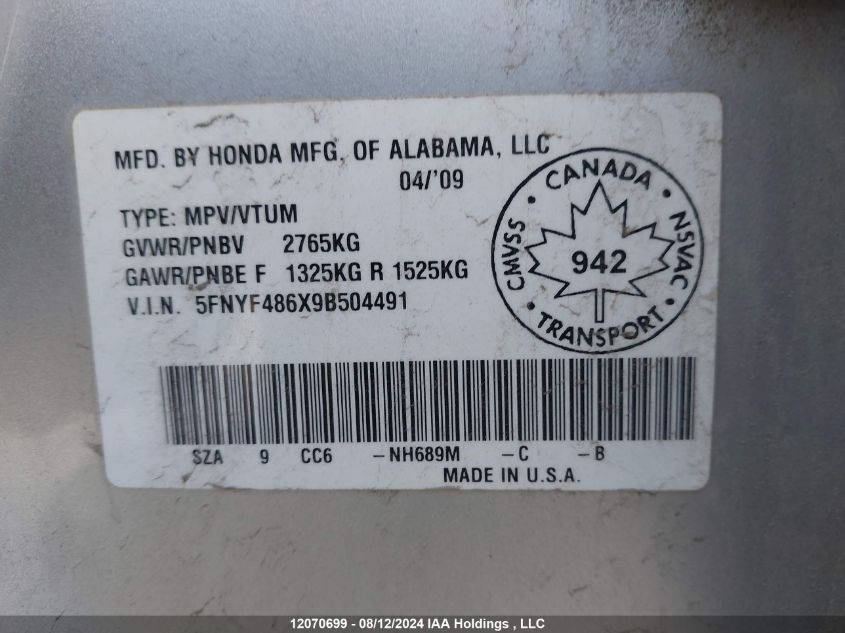 MFD. BY HONDA MFG. OF ALABAMA, LLC
04/'09
TYPE: MPV/VTUM
GVWR/PNBV 2765KG
GAWR/PNBE F 1325KG R 1525KG
V.I.N. 5FNYF486X9B504491
CANADA
CMVSS
942
NSVAC
TRANSPORT
SZA 9 CC6 -NH689M -C -B
MADE IN U.S.A.
12070699 - 08/12/2024 IAA Holdings , LLC